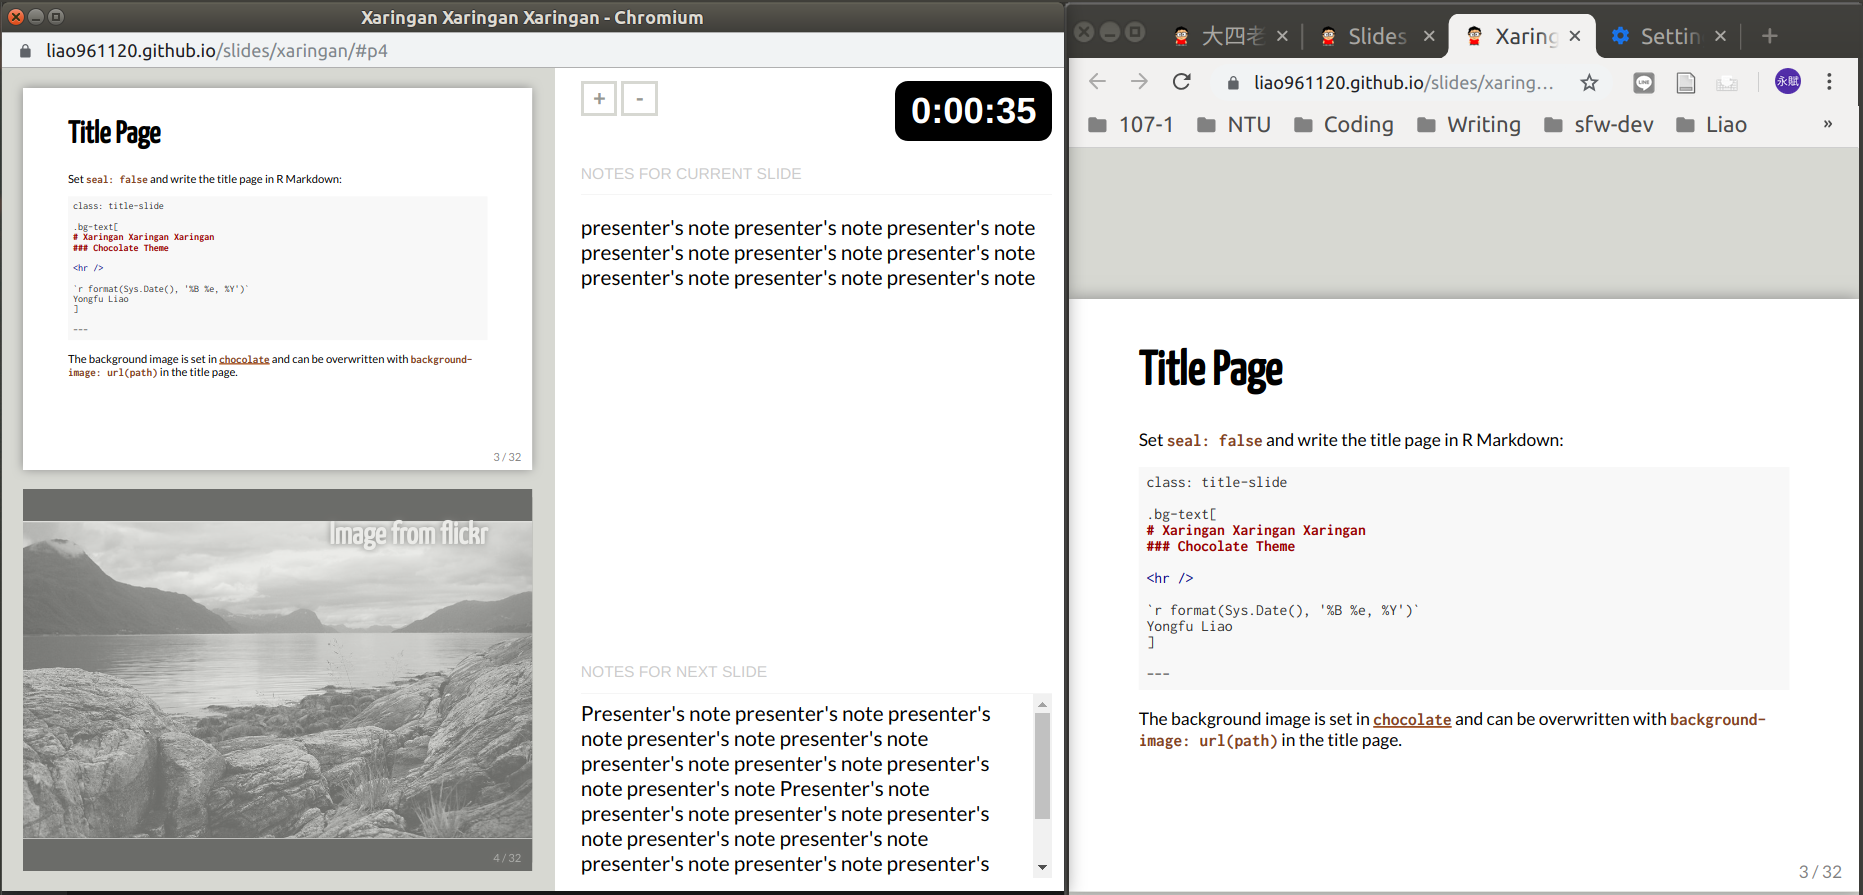 Xaringan Xaringan Xaringan - Chromium
liao961120.github.io/slides/xaringan/#p4
Title Page
Set seal: false and write the title page in R Markdown:
class: title-slide
.bg-text[
# Xaringan Xaringan Xaringan
### Chocolate Theme
<hr />
`r format(Sys.Date(), '%B %e, %Y')`
Yongfu Liao
]
---
The background image is set in chocolate and can be overwritten with background-
image: url(path) in the title page.
3 / 32
Image from flickr
4 / 32
+ -
0:00:35
NOTES FOR CURRENT SLIDE
presenter's note presenter's note presenter's note
presenter's note presenter's note presenter's note
presenter's note presenter's note presenter's note
NOTES FOR NEXT SLIDE
Presenter's note presenter's note presenter's
note presenter's note presenter's note
presenter's note presenter's note presenter's
note presenter's note Presenter's note
presenter's note presenter's note presenter's
note presenter's note presenter's note
presenter's note presenter's note presenter's
大四老 Slides Xaring Settin
liao961120.github.io/slides/xaring...
LINE
永賦
107-1 NTU Coding Writing sfw-dev Liao »
Title Page
Set seal: false and write the title page in R Markdown:
class: title-slide
.bg-text[
# Xaringan Xaringan Xaringan
### Chocolate Theme
<hr />
`r format(Sys.Date(), '%B %e, %Y')`
Yongfu Liao
]
---
The background image is set in chocolate and can be overwritten with background-
image: url(path) in the title page.
3 / 32